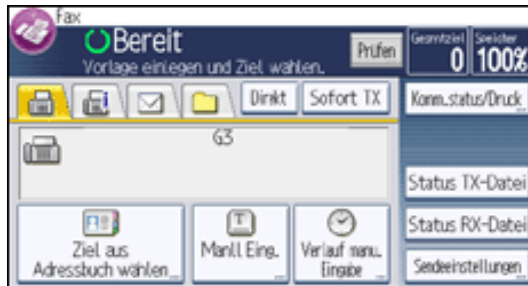 Fax
Bereit
Vorlage einlegen und Ziel wählen.
Prüfen
Gesamtziel
0
Speicher
100%
Direkt
Sofort TX
Komm.status/Druck
G3
Status TX-Datei
Status RX-Datei
Ziel aus
Adressbuch wählen
Manll Eing.
Verlauf manu.
Eingabe
Sendeeinstellungen